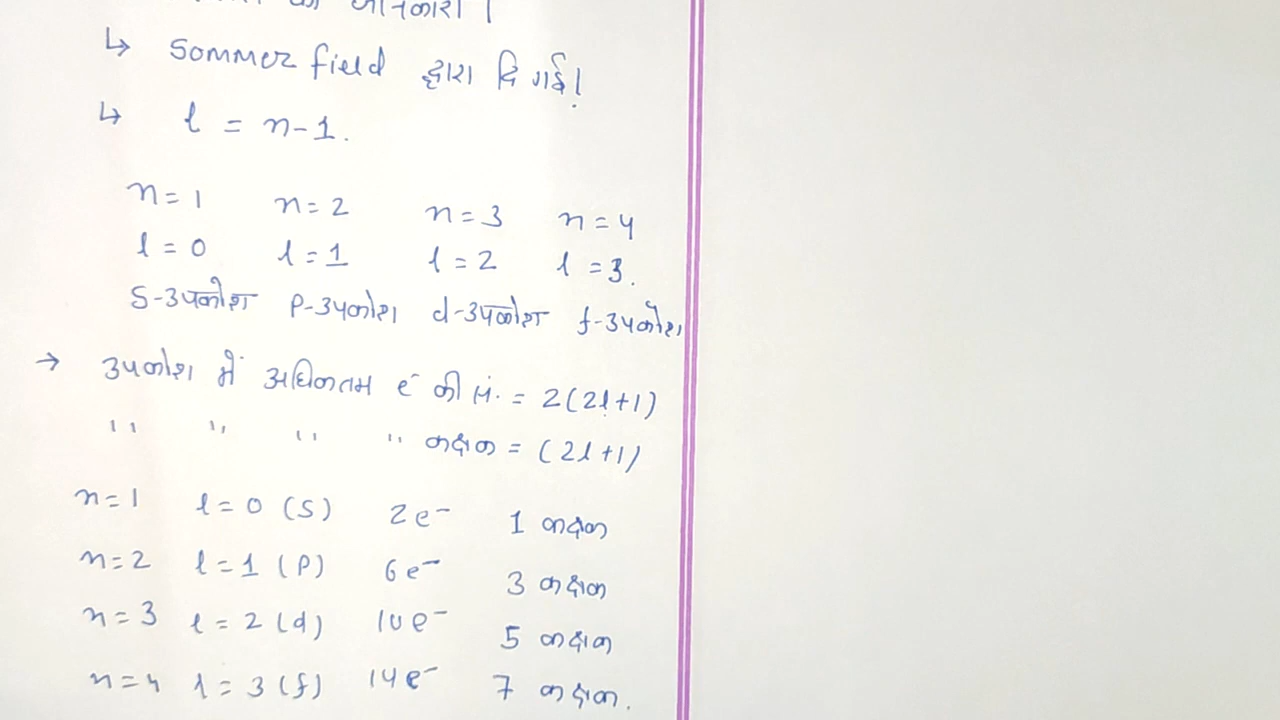 की जानकारी।
↳ Sommer field द्वारा दि गई!
↳ l = n-1.
n=1 n=2 n=3 n=4
l=0 l=1 l=2 l=3.
S-उपकोश P-उपकोश d-उपकोश f-उपकोश
→ उपकोश में अधिकतम e⁻ की सं. = 2(2l+1)
" " " " कक्षक = (2l+1)
n=1 l=0 (S) 2e⁻ 1 कक्षक
n=2 l=1 (P) 6e⁻ 3 कक्षक
n=3 l=2 (d) 10e⁻ 5 कक्षक
n=4 l=3 (f) 14e⁻ 7 कक्षक.